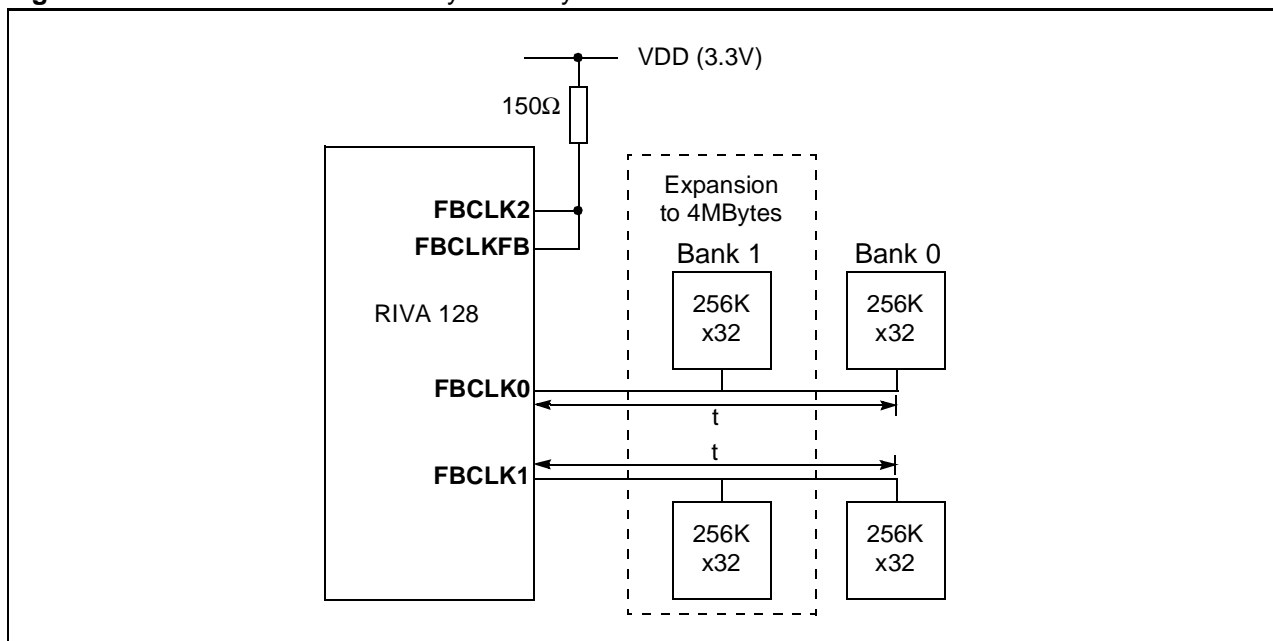 VDD (3.3V)
150Ω
Expansion
to 4MBytes
FBCLK2
FBCLKFB
Bank 1
Bank 0
RIVA 128
256K
x32
256K
x32
FBCLK0
t
t
FBCLK1
256K
x32
256K
x32